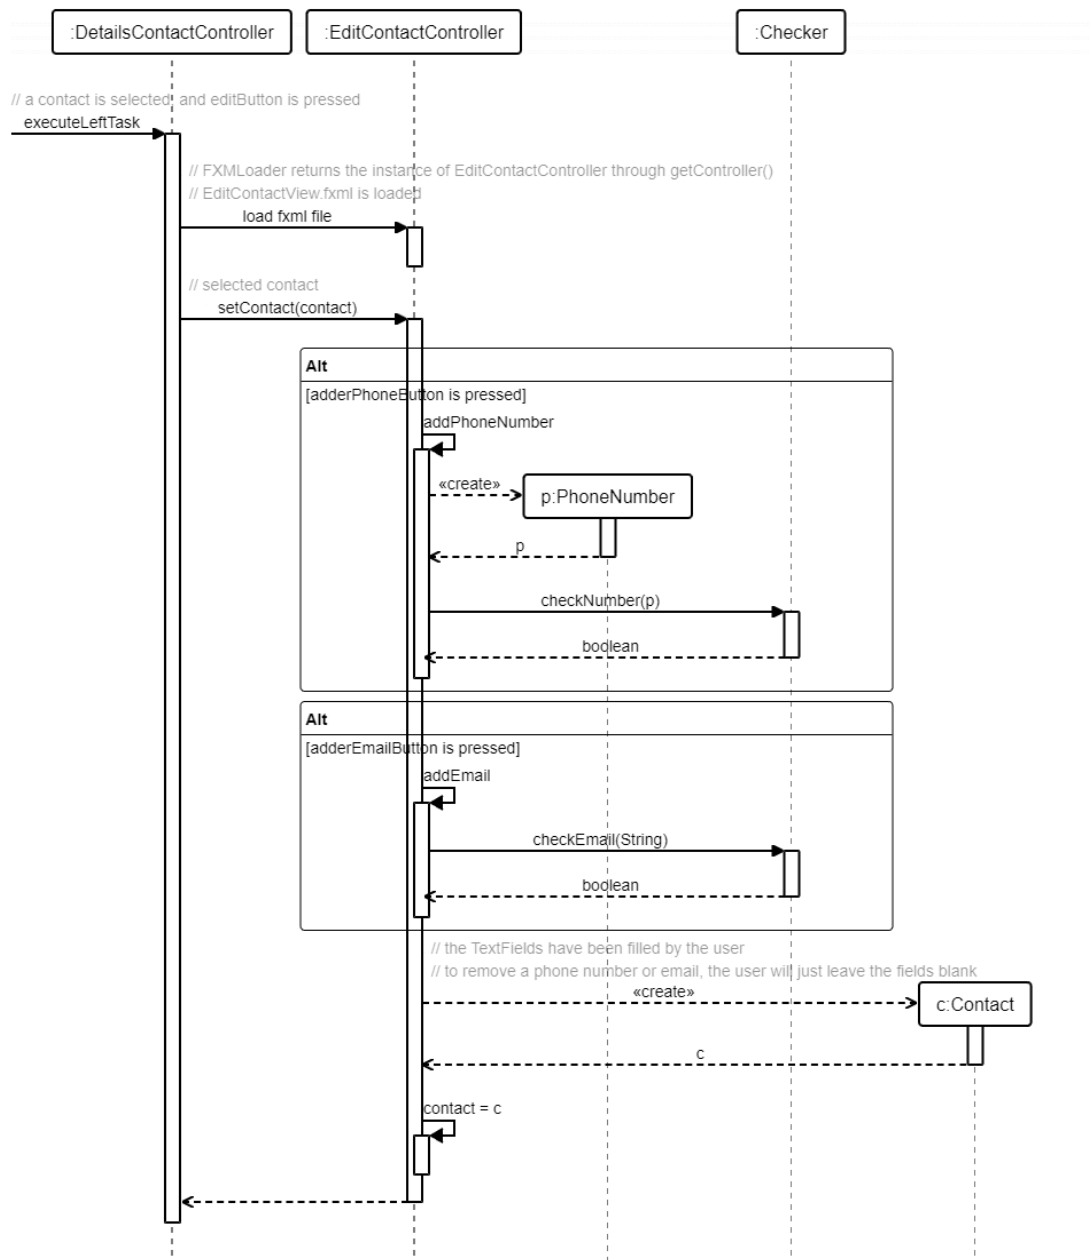 :DetailsContactController
:EditContactController
:Checker
// a contact is selected, and editButton is pressed
executeLeftTask
// FXMLoader returns the instance of EditContactController through getController()
// EditContactView.fxml is loaded
load fxml file
// selected contact
setContact(contact)
Alt
[adderPhoneButton is pressed]
addPhoneNumber
«create»
p:PhoneNumber
p
checkNumber(p)
boolean
Alt
[adderEmailButton is pressed]
addEmail
checkEmail(String)
boolean
// the TextFields have been filled by the user
// to remove a phone number or email, the user will just leave the fields blank
«create»
c:Contact
c
contact = c